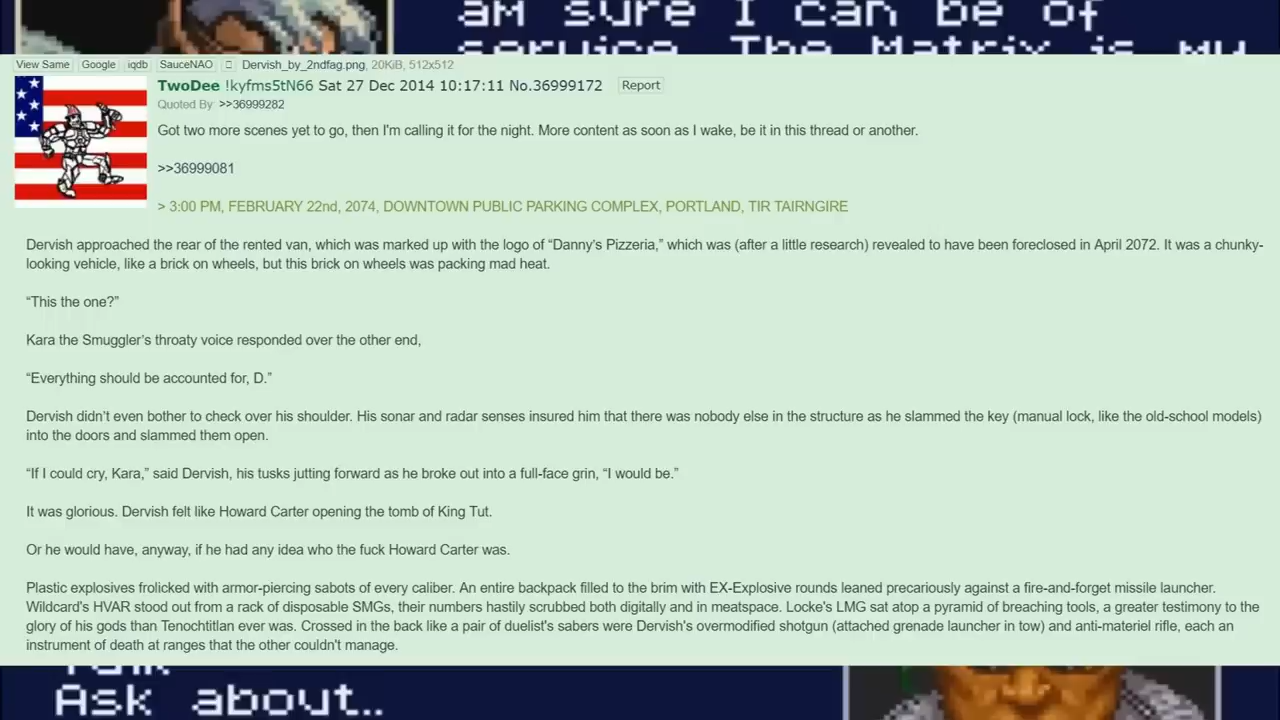 am sure I can be of
service. The Matrix is my
View Same Google iqdb SauceNAO Dervish_by_2ndfag.png, 20KiB, 512x512
TwoDee !kyfms5tN66 Sat 27 Dec 2014 10:17:11 No.36999172 Report
Quoted By >>36999282
Got two more scenes yet to go, then I'm calling it for the night. More content as soon as I wake, be it in this thread or another.
>>36999081
> 3:00 PM, FEBRUARY 22nd, 2074, DOWNTOWN PUBLIC PARKING COMPLEX, PORTLAND, TIR TAIRNGIRE
Dervish approached the rear of the rented van, which was marked up with the logo of “Danny’s Pizzeria,” which was (after a little research) revealed to have been foreclosed in April 2072. It was a chunky-
looking vehicle, like a brick on wheels, but this brick on wheels was packing mad heat.
“This the one?”
Kara the Smuggler’s throaty voice responded over the other end,
“Everything should be accounted for, D.”
Dervish didn’t even bother to check over his shoulder. His sonar and radar senses insured him that there was nobody else in the structure as he slammed the key (manual lock, like the old-school models)
into the doors and slammed them open.
“If I could cry, Kara,” said Dervish, his tusks jutting forward as he broke out into a full-face grin, “I would be.”
It was glorious. Dervish felt like Howard Carter opening the tomb of King Tut.
Or he would have, anyway, if he had any idea who the fuck Howard Carter was.
Plastic explosives frolicked with armor-piercing sabots of every caliber. An entire backpack filled to the brim with EX-Explosive rounds leaned precariously against a fire-and-forget missile launcher.
Wildcard's HVAR stood out from a rack of disposable SMGs, their numbers hastily scrubbed both digitally and in meatspace. Locke's LMG sat atop a pyramid of breaching tools, a greater testimony to the
glory of his gods than Tenochtitlan ever was. Crossed in the back like a pair of duelist's sabers were Dervish's overmodified shotgun (attached grenade launcher in tow) and anti-materiel rifle, each an
instrument of death at ranges that the other couldn't manage.
Talk
Ask about..